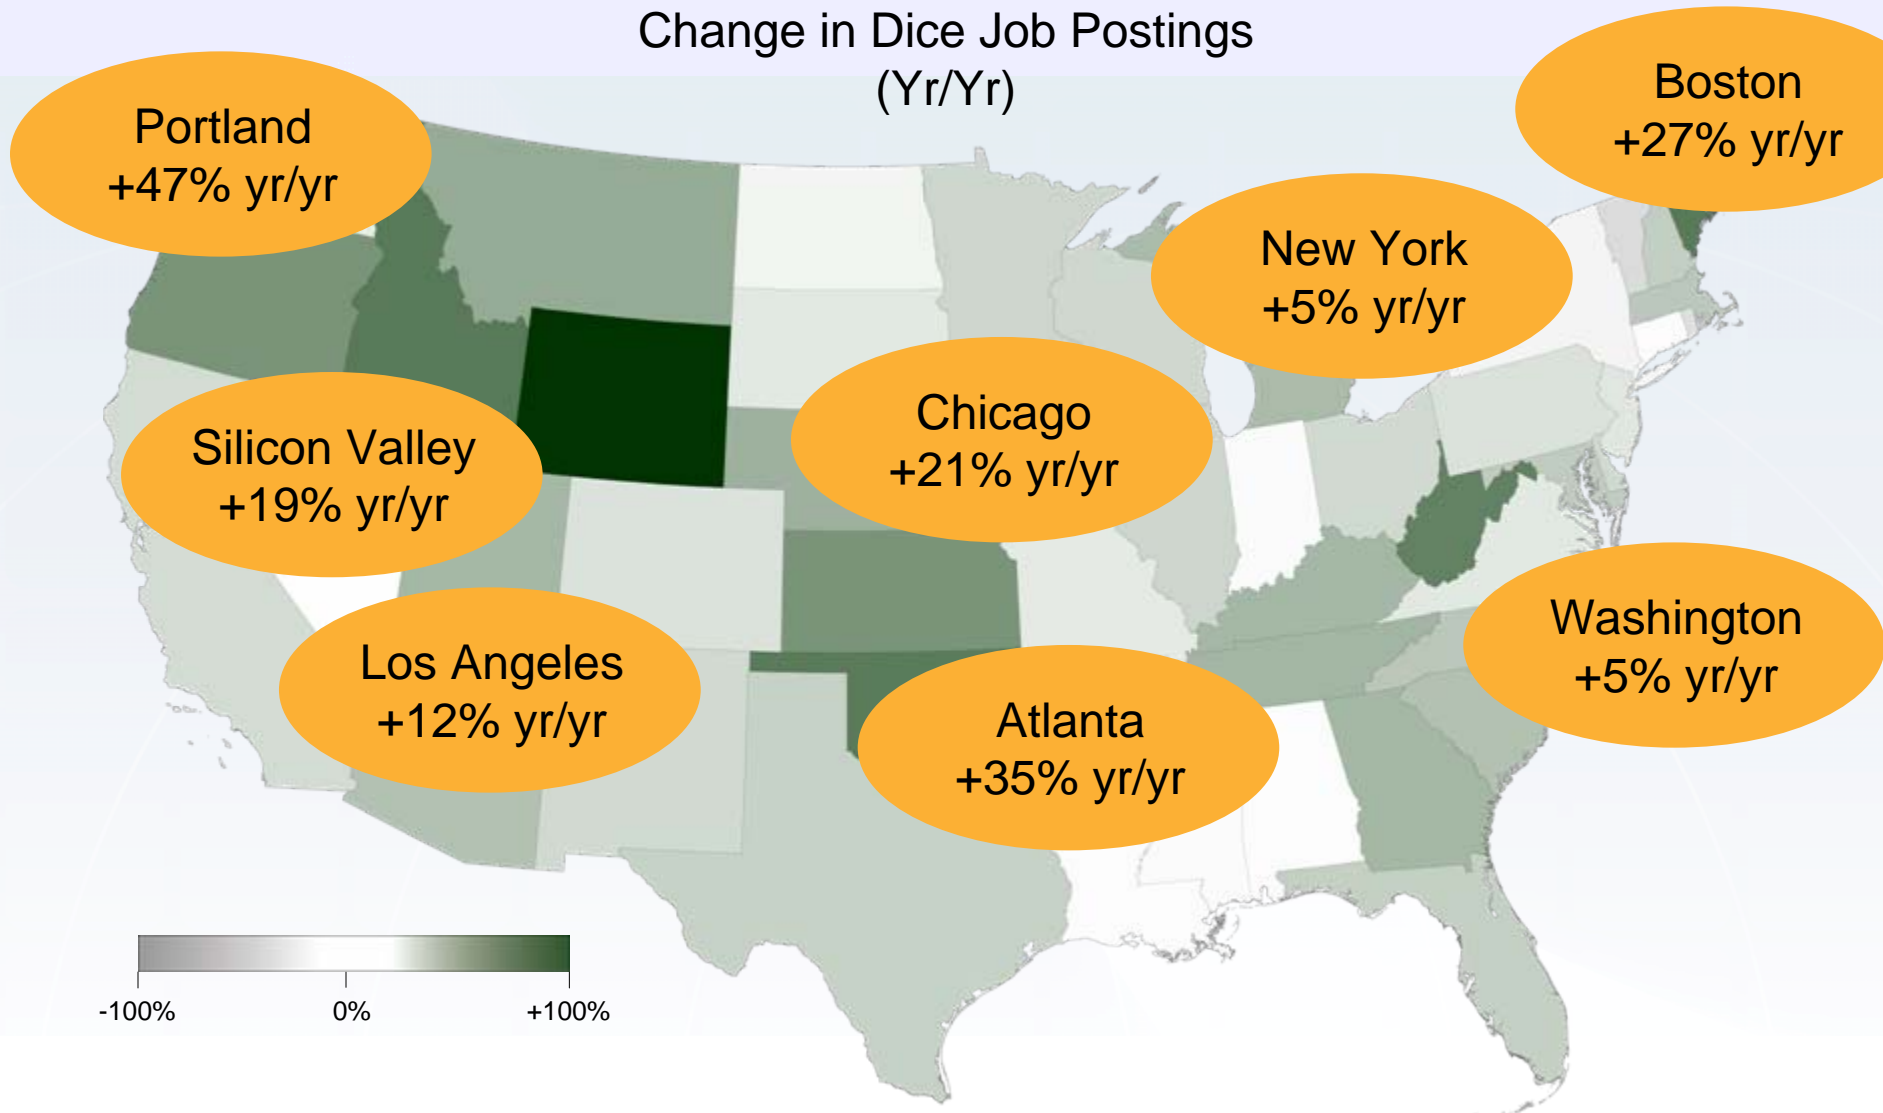 Change in Dice Job Postings
(Yr/Yr)
Portland
+47% yr/yr
Boston
+27% yr/yr
New York
+5% yr/yr
Silicon Valley
+19% yr/yr
Chicago
+21% yr/yr
Los Angeles
+12% yr/yr
Atlanta
+35% yr/yr
Washington
+5% yr/yr
-100%
0%
+100%